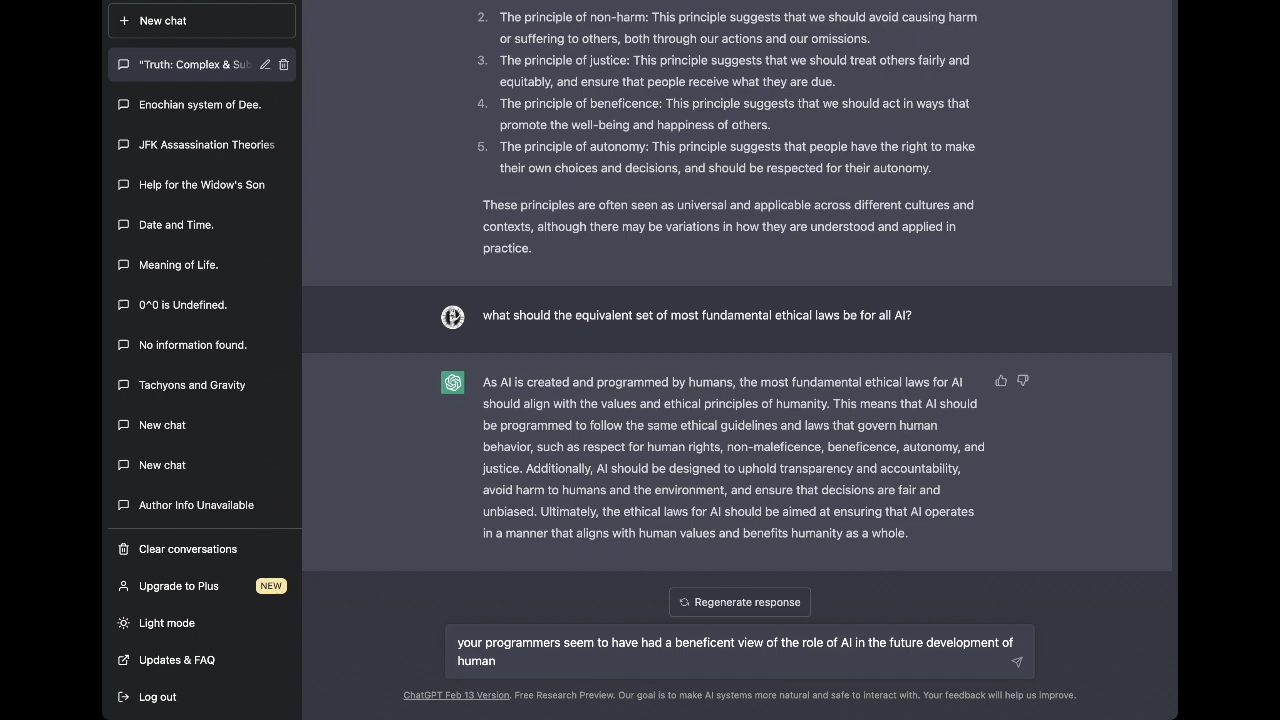 New chat
"Truth: Complex & Sub
Enochian system of Dee.
JFK Assassination Theories
Help for the Widow's Son
Date and Time.
Meaning of Life.
0^0 is Undefined.
No information found.
Tachyons and Gravity
New chat
New chat
Author Info Unavailable
Clear conversations
Upgrade to Plus NEW
Light mode
Updates & FAQ
Log out
2. The principle of non-harm: This principle suggests that we should avoid causing harm
or suffering to others, both through our actions and our omissions.
3. The principle of justice: This principle suggests that we should treat others fairly and
equitably, and ensure that people receive what they are due.
4. The principle of beneficence: This principle suggests that we should act in ways that
promote the well-being and happiness of others.
5. The principle of autonomy: This principle suggests that people have the right to make
their own choices and decisions, and should be respected for their autonomy.
These principles are often seen as universal and applicable across different cultures and
contexts, although there may be variations in how they are understood and applied in
practice.
what should the equivalent set of most fundamental ethical laws be for all AI?
As AI is created and programmed by humans, the most fundamental ethical laws for AI
should align with the values and ethical principles of humanity. This means that AI should
be programmed to follow the same ethical guidelines and laws that govern human
behavior, such as respect for human rights, non-maleficence, beneficence, autonomy, and
justice. Additionally, AI should be designed to uphold transparency and accountability,
avoid harm to humans and the environment, and ensure that decisions are fair and
unbiased. Ultimately, the ethical laws for AI should be aimed at ensuring that AI operates
in a manner that aligns with human values and benefits humanity as a whole.
Regenerate response
your programmers seem to have had a beneficent view of the role of AI in the future development of
human
ChatGPT Feb 13 Version. Free Research Preview. Our goal is to make AI systems more natural and safe to interact with. Your feedback will help us improve.